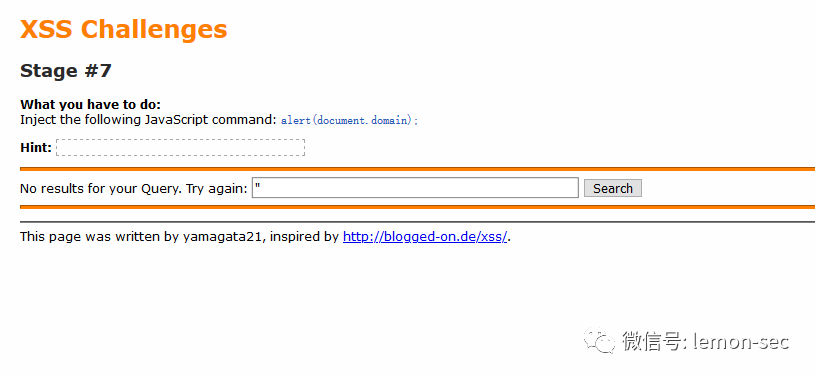 XSS Challenges
Stage #7
What you have to do:
Inject the following JavaScript command: alert(document.domain);
Hint:
No results for your Query. Try again: " Search
This page was written by yamagata21, inspired by http://blogged-on.de/xss/.
微信号: lemon-sec